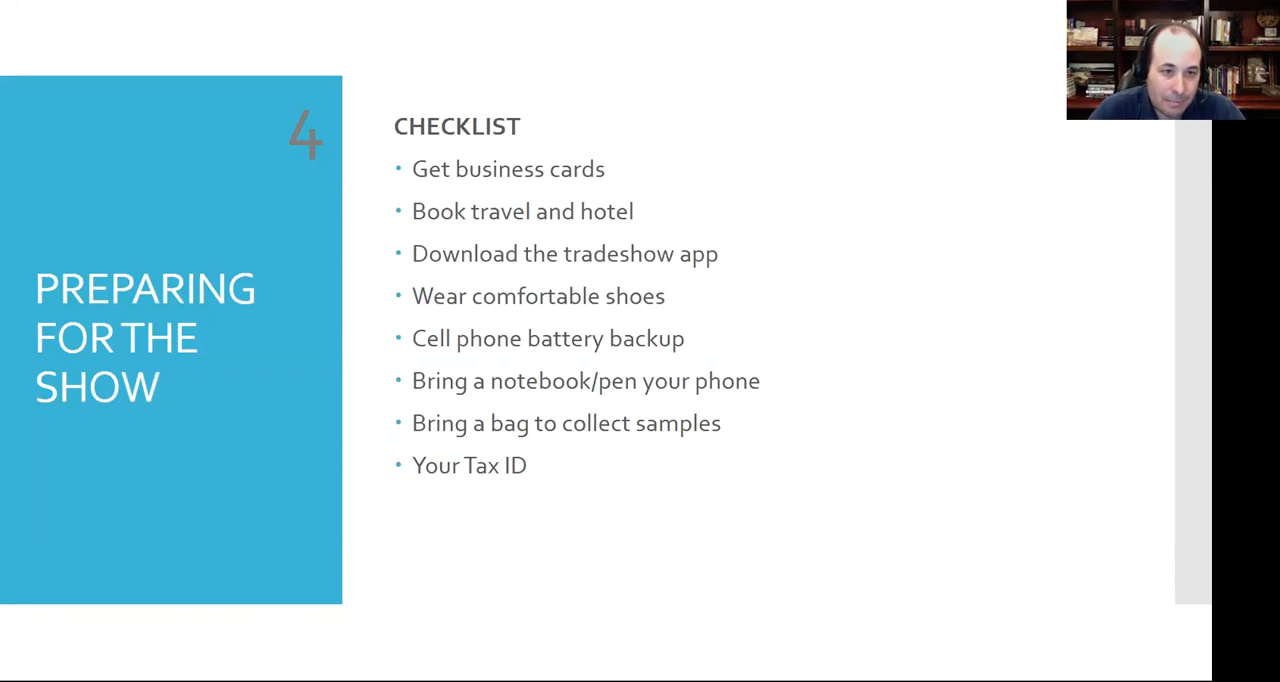 4
PREPARING
FOR THE
SHOW
CHECKLIST
• Get business cards
• Book travel and hotel
• Download the tradeshow app
• Wear comfortable shoes
• Cell phone battery backup
• Bring a notebook/pen your phone
• Bring a bag to collect samples
• Your Tax ID